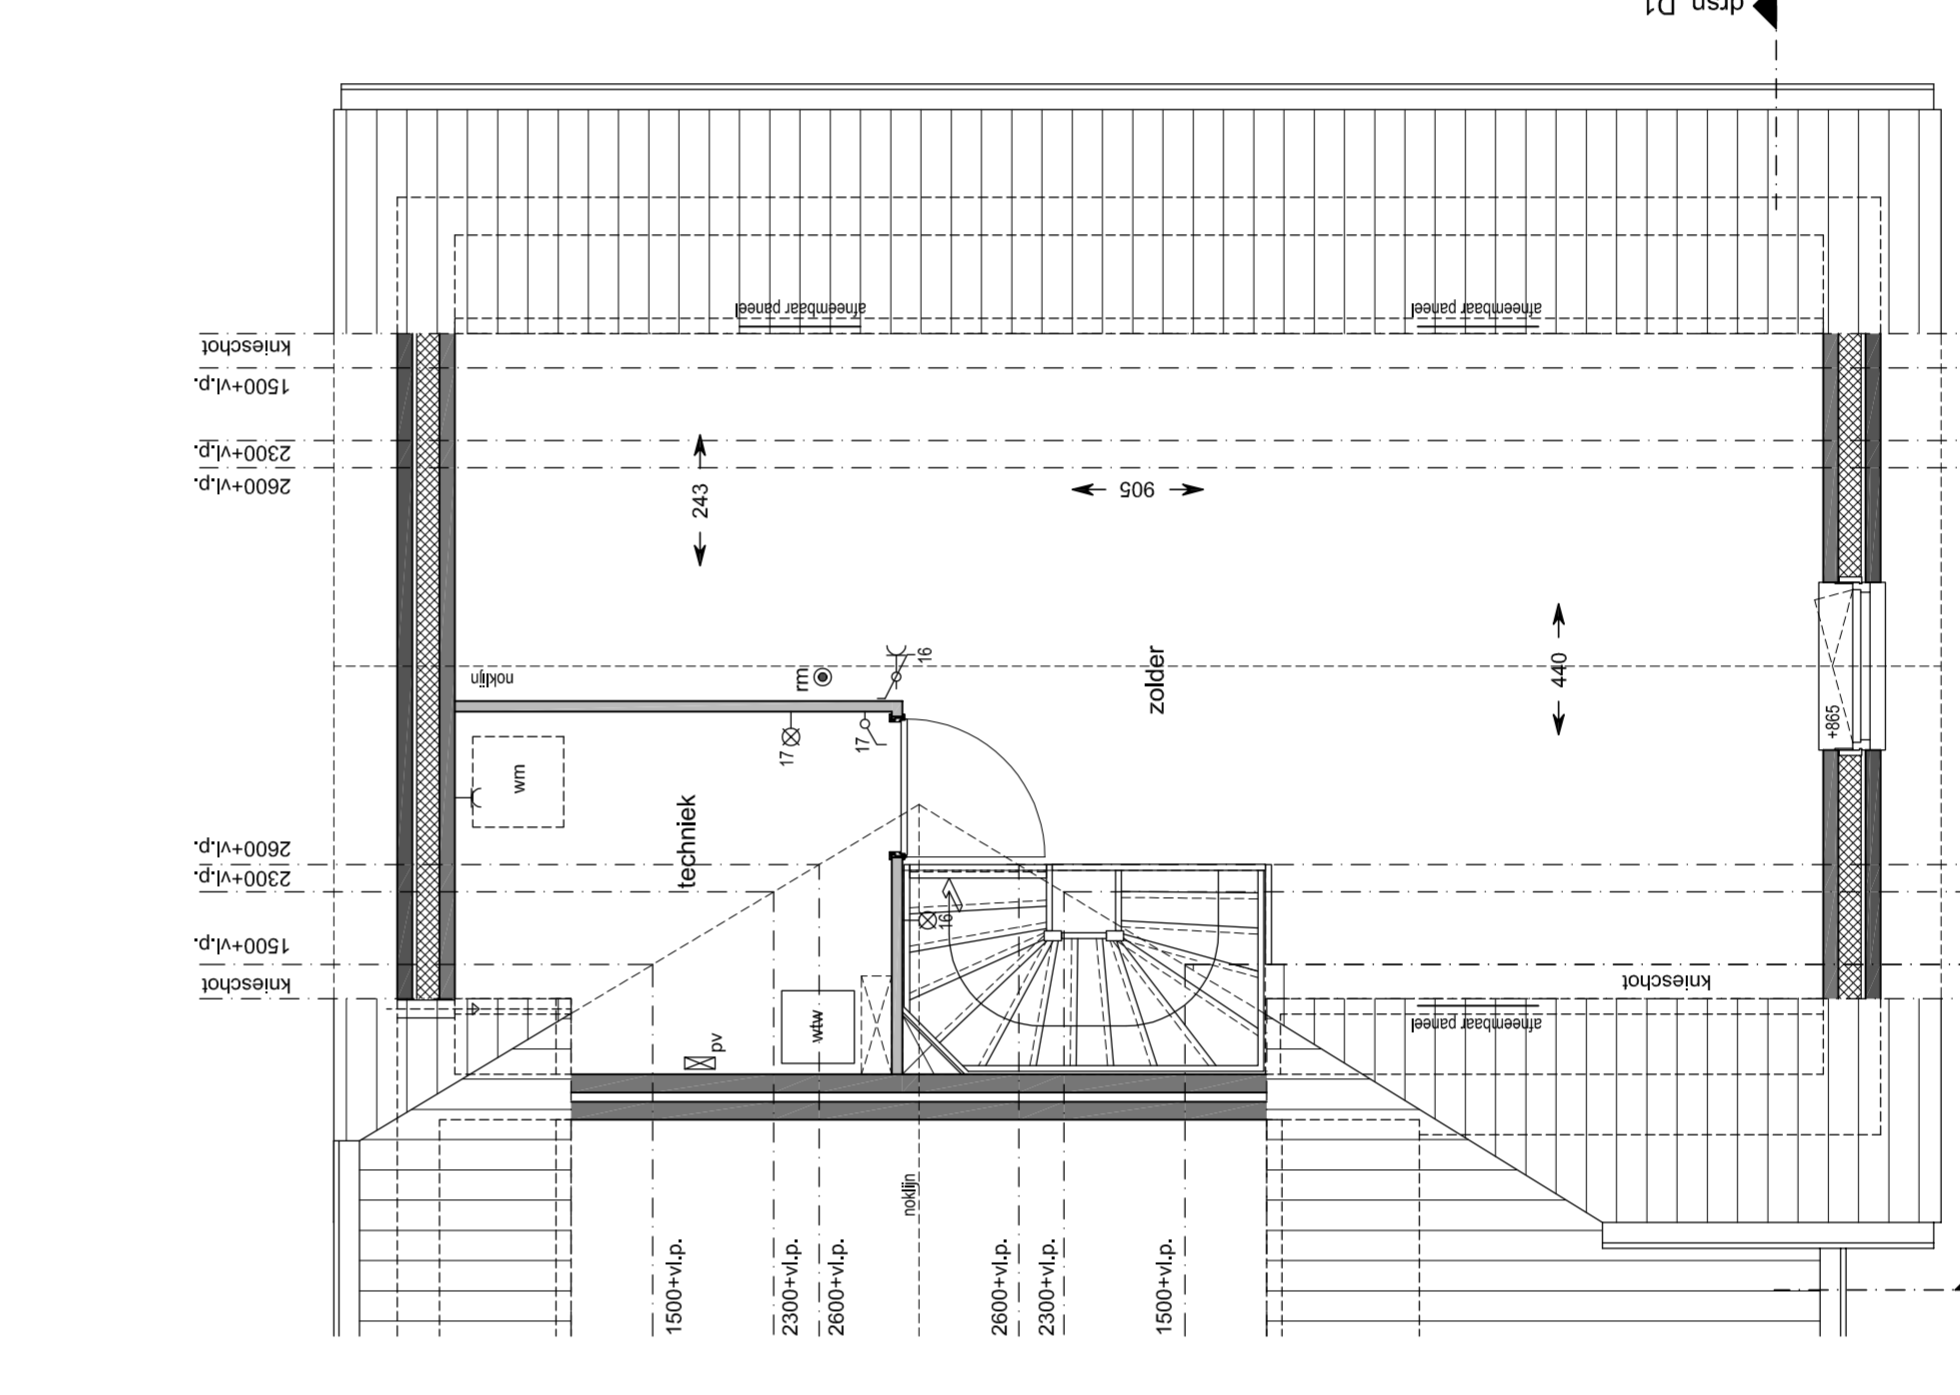 drsn D1
afneembaar paneel
afneembaar paneel
knieschot
1500+vl.p.
2300+vl.p.
2600+vl.p.
243
905
noklijn
rm
16
zolder
440
+865
17
17
wm
techniek
2600+vl.p.
2300+vl.p.
1500+vl.p.
knieschot
16
knieschot
afneembaar paneel
wtw
pv
noklijn
1500+vl.p.
2300+vl.p.
2600+vl.p.
2600+vl.p.
2300+vl.p.
1500+vl.p.